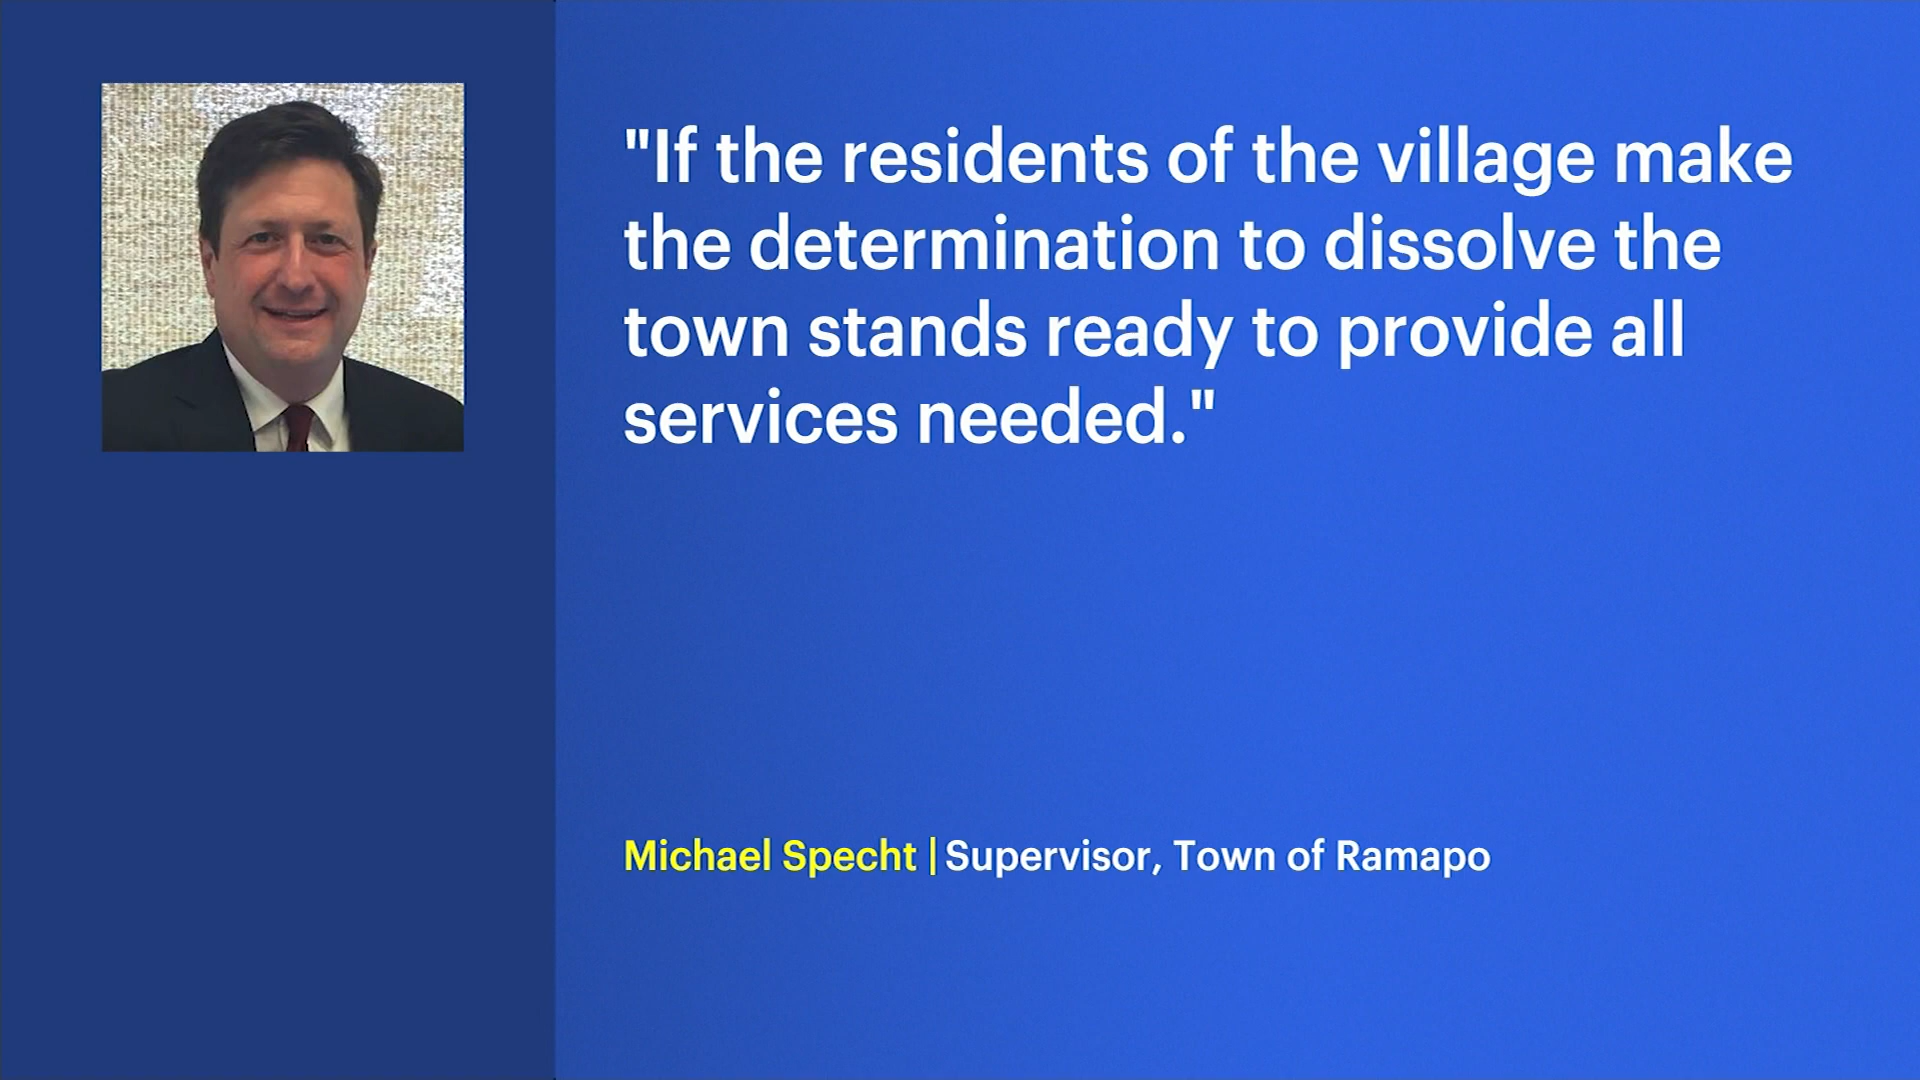 "If the residents of the village make
the determination to dissolve the
town stands ready to provide all
services needed."
Michael Specht | Supervisor, Town of Ramapo